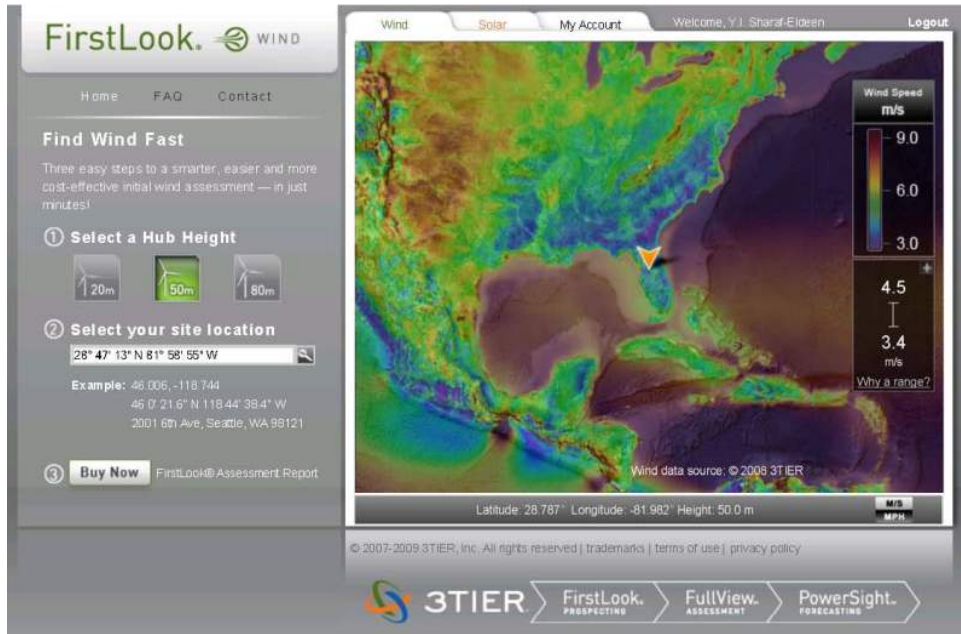 FirstLook. WIND
Home FAQ Contact
Find Wind Fast
Three easy steps to a smarter, easier and more
cost-effective initial wind assessment — in just
minutes!
1 Select a Hub Height
20m 50m 80m
2 Select your site location
28° 47' 13" N 81° 58' 55" W
Example: 46.006, -118.744
46 0' 21.6" N 118 44' 38.4" W
2001 6th Ave, Seattle, WA 98121
3 Buy Now FirstLook® Assessment Report
Wind Solar My Account Welcome, Y.I. Sharaf-Eldeen Logout
Wind Speed
m/s
9.0
6.0
3.0
+
4.5
3.4
m/s
Why a range?
Wind data source: © 2008 3TIER
Latitude: 28.787° Longitude: -81.982° Height: 50.0 m
M/S
MPH
© 2007-2009 3TIER, Inc. All rights reserved | trademarks | terms of use | privacy policy
3TIER
FirstLook.
PROSPECTING
FullView.
ASSESSMENT
PowerSight.
FORECASTING